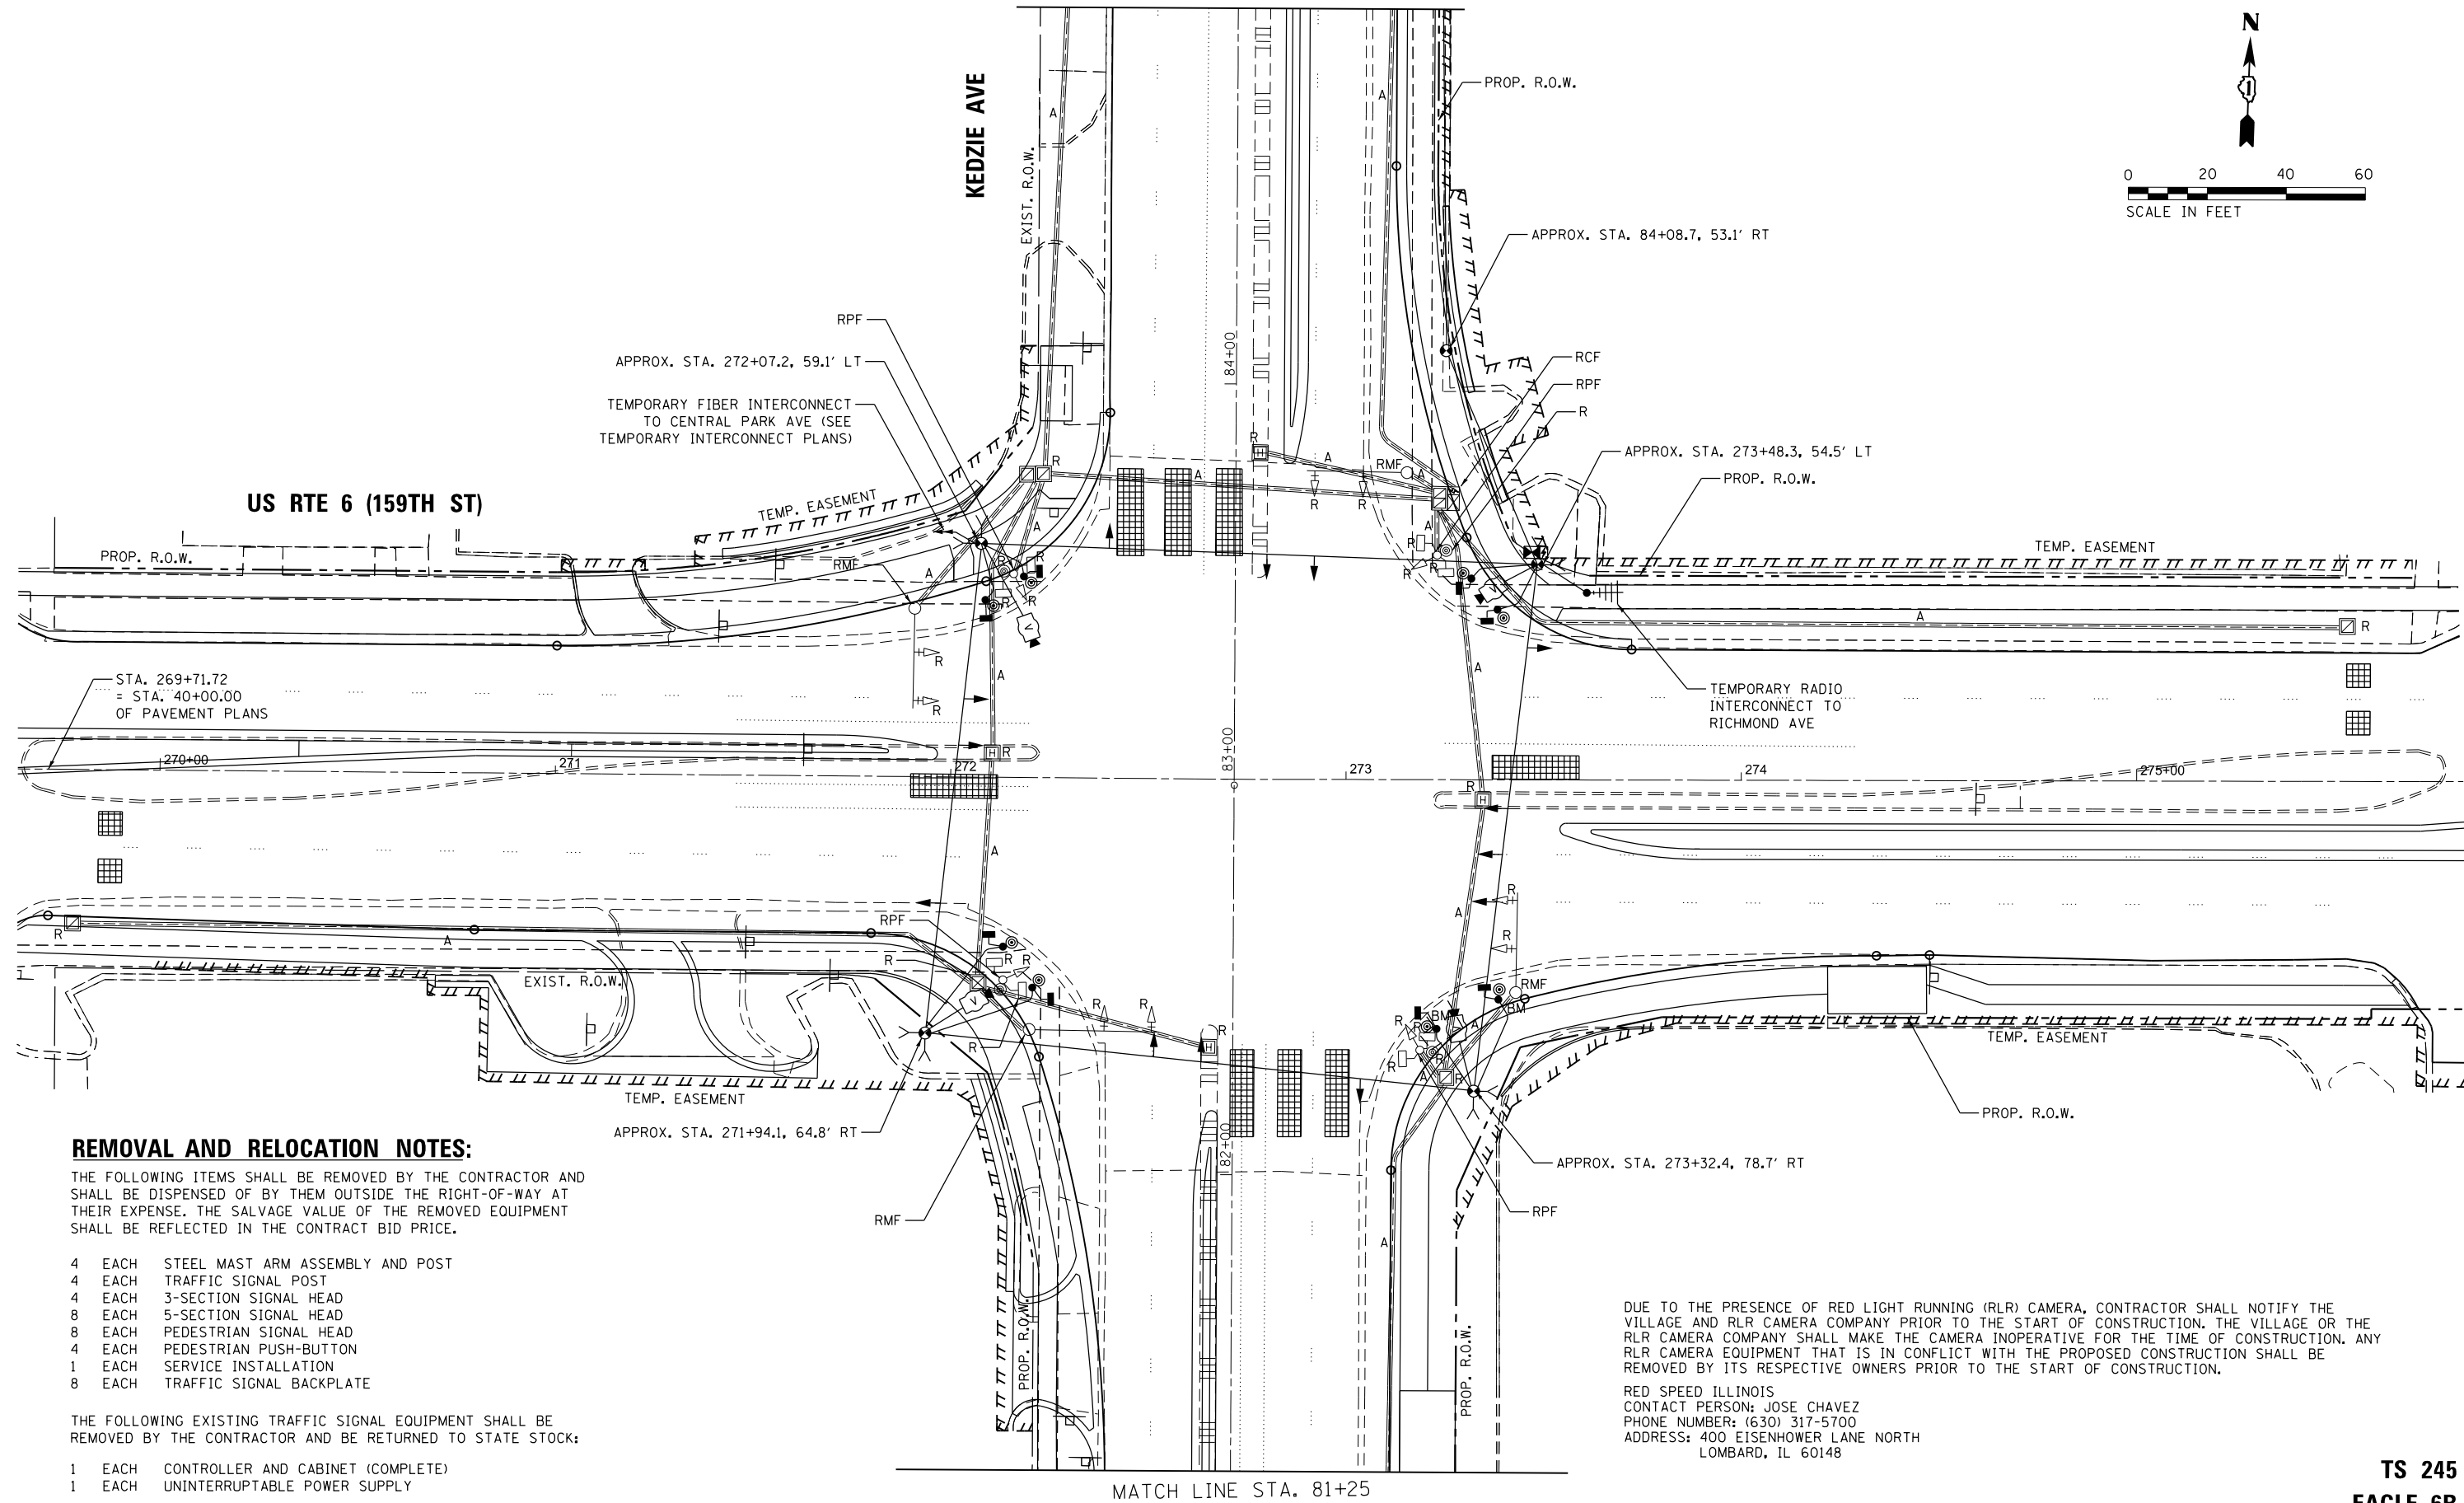 N
0 20 40 60
SCALE IN FEET
KEDZIE AVE
EXIST. R.O.W.
A
A
PROP. R.O.W.
APPROX. STA. 84+08.7, 53.1' RT
RPF
APPROX. STA. 272+07.2, 59.1' LT
TEMPORARY FIBER INTERCONNECT
TO CENTRAL PARK AVE (SEE
TEMPORARY INTERCONNECT PLANS)
84+00
RCF
RPF
R
APPROX. STA. 273+48.3, 54.5' LT
PROP. R.O.W.
US RTE 6 (159TH ST)
TEMP. EASEMENT
PROP. R.O.W.
RMF
RMF
TEMP. EASEMENT
STA. 269+71.72
= STA. 40+00.00
OF PAVEMENT PLANS
TEMPORARY RADIO
INTERCONNECT TO
RICHMOND AVE
83+00
270+00
271
272
273
274
275+00
RPF
R
EXIST. R.O.W.
RMF
BM
BM
TEMP. EASEMENT
TEMP. EASEMENT
APPROX. STA. 271+94.1, 64.8' RT
PROP. R.O.W.
82+00
APPROX. STA. 273+32.4, 78.7' RT
RMF
RPF
PROP. R.O.W.
PROP. R.O.W.
REMOVAL AND RELOCATION NOTES:
THE FOLLOWING ITEMS SHALL BE REMOVED BY THE CONTRACTOR AND
SHALL BE DISPENSED OF BY THEM OUTSIDE THE RIGHT-OF-WAY AT
THEIR EXPENSE. THE SALVAGE VALUE OF THE REMOVED EQUIPMENT
SHALL BE REFLECTED IN THE CONTRACT BID PRICE.
4 EACH STEEL MAST ARM ASSEMBLY AND POST
4 EACH TRAFFIC SIGNAL POST
4 EACH 3-SECTION SIGNAL HEAD
8 EACH 5-SECTION SIGNAL HEAD
8 EACH PEDESTRIAN SIGNAL HEAD
4 EACH PEDESTRIAN PUSH-BUTTON
1 EACH SERVICE INSTALLATION
8 EACH TRAFFIC SIGNAL BACKPLATE
THE FOLLOWING EXISTING TRAFFIC SIGNAL EQUIPMENT SHALL BE
REMOVED BY THE CONTRACTOR AND BE RETURNED TO STATE STOCK:
1 EACH CONTROLLER AND CABINET (COMPLETE)
1 EACH UNINTERRUPTABLE POWER SUPPLY
DUE TO THE PRESENCE OF RED LIGHT RUNNING (RLR) CAMERA, CONTRACTOR SHALL NOTIFY THE
VILLAGE AND RLR CAMERA COMPANY PRIOR TO THE START OF CONSTRUCTION. THE VILLAGE OR THE
RLR CAMERA COMPANY SHALL MAKE THE CAMERA INOPERATIVE FOR THE TIME OF CONSTRUCTION. ANY
RLR CAMERA EQUIPMENT THAT IS IN CONFLICT WITH THE PROPOSED CONSTRUCTION SHALL BE
REMOVED BY ITS RESPECTIVE OWNERS PRIOR TO THE START OF CONSTRUCTION.
RED SPEED ILLINOIS
CONTACT PERSON: JOSE CHAVEZ
PHONE NUMBER: (630) 317-5700
ADDRESS: 400 EISENHOWER LANE NORTH
LOMBARD, IL 60148
MATCH LINE STA. 81+25
TS 245
EAGLE 6B